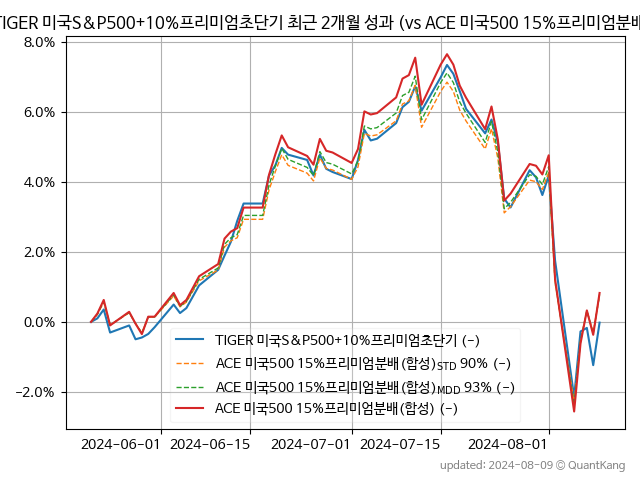 TIGER 미국S&P500+10%프리미엄초단기 최근 2개월 성과 (vs ACE 미국500 15%프리미엄분배
8.0%
6.0%
4.0%
2.0%
0.0%
−2.0%
TIGER 미국S&P500+10%프리미엄초단기 (-)
ACE 미국500 15%프리미엄분배(합성)STD 90% (-)
ACE 미국500 15%프리미엄분배(합성)MDD 93% (-)
ACE 미국500 15%프리미엄분배(합성) (-)
2024-06-01 2024-06-15 2024-07-01 2024-07-15 2024-08-01
updated: 2024-08-09 © QuantKang